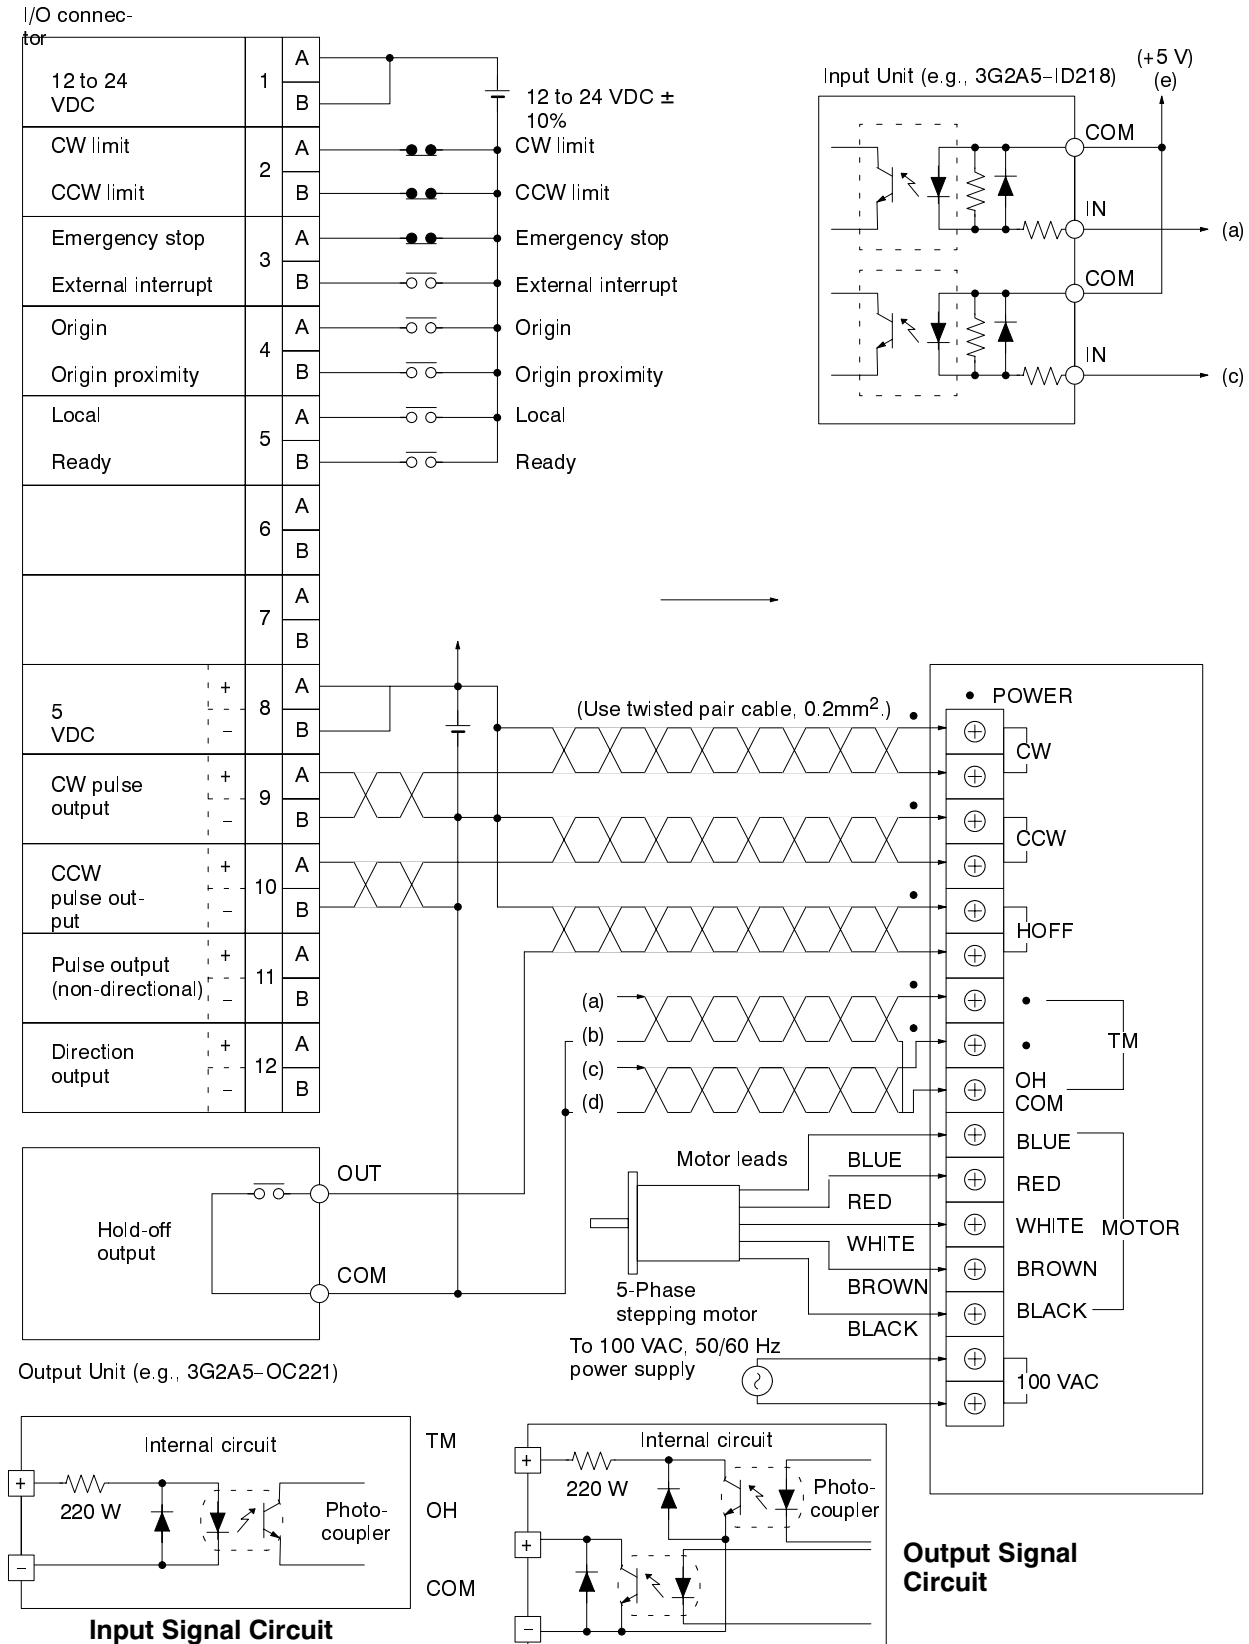 I/O connec-
tor
12 to 24
VDC
1
A
B
12 to 24 VDC ±
10%
CW limit
2
A
CW limit
CCW limit
B
CCW limit
Emergency stop
3
A
Emergency stop
External interrupt
B
External interrupt
Origin
4
A
Origin
Origin proximity
B
Origin proximity
Local
5
A
Local
Ready
B
Ready
6
A
B
7
A
B
5
VDC
+
−
8
A
B
CW pulse
output
+
−
9
A
B
CCW
pulse out-
put
+
−
10
A
B
Pulse output
(non-directional)
+
−
11
A
B
Direction
output
+
−
12
A
B
Input Unit (e.g., 3G2A5–ID218)
(+5 V)
(e)
COM
IN
(a)
COM
IN
(c)
(Use twisted pair cable, 0.2mm2.)
• POWER
CW
CCW
HOFF
(a)
(b)
(c)
(d)
TM
OH
COM
Motor leads
BLUE
RED
WHITE
BROWN
BLACK
BLUE
RED
WHITE
BROWN
BLACK
MOTOR
5-Phase
stepping motor
To 100 VAC, 50/60 Hz
power supply
100 VAC
Hold-off
output
OUT
COM
Output Unit (e.g., 3G2A5–OC221)
Internal circuit
+
220 W
Photo-
coupler
−
Input Signal Circuit
TM
OH
COM
Internal circuit
+
220 W
Photo-
coupler
+
−
Output Signal
Circuit